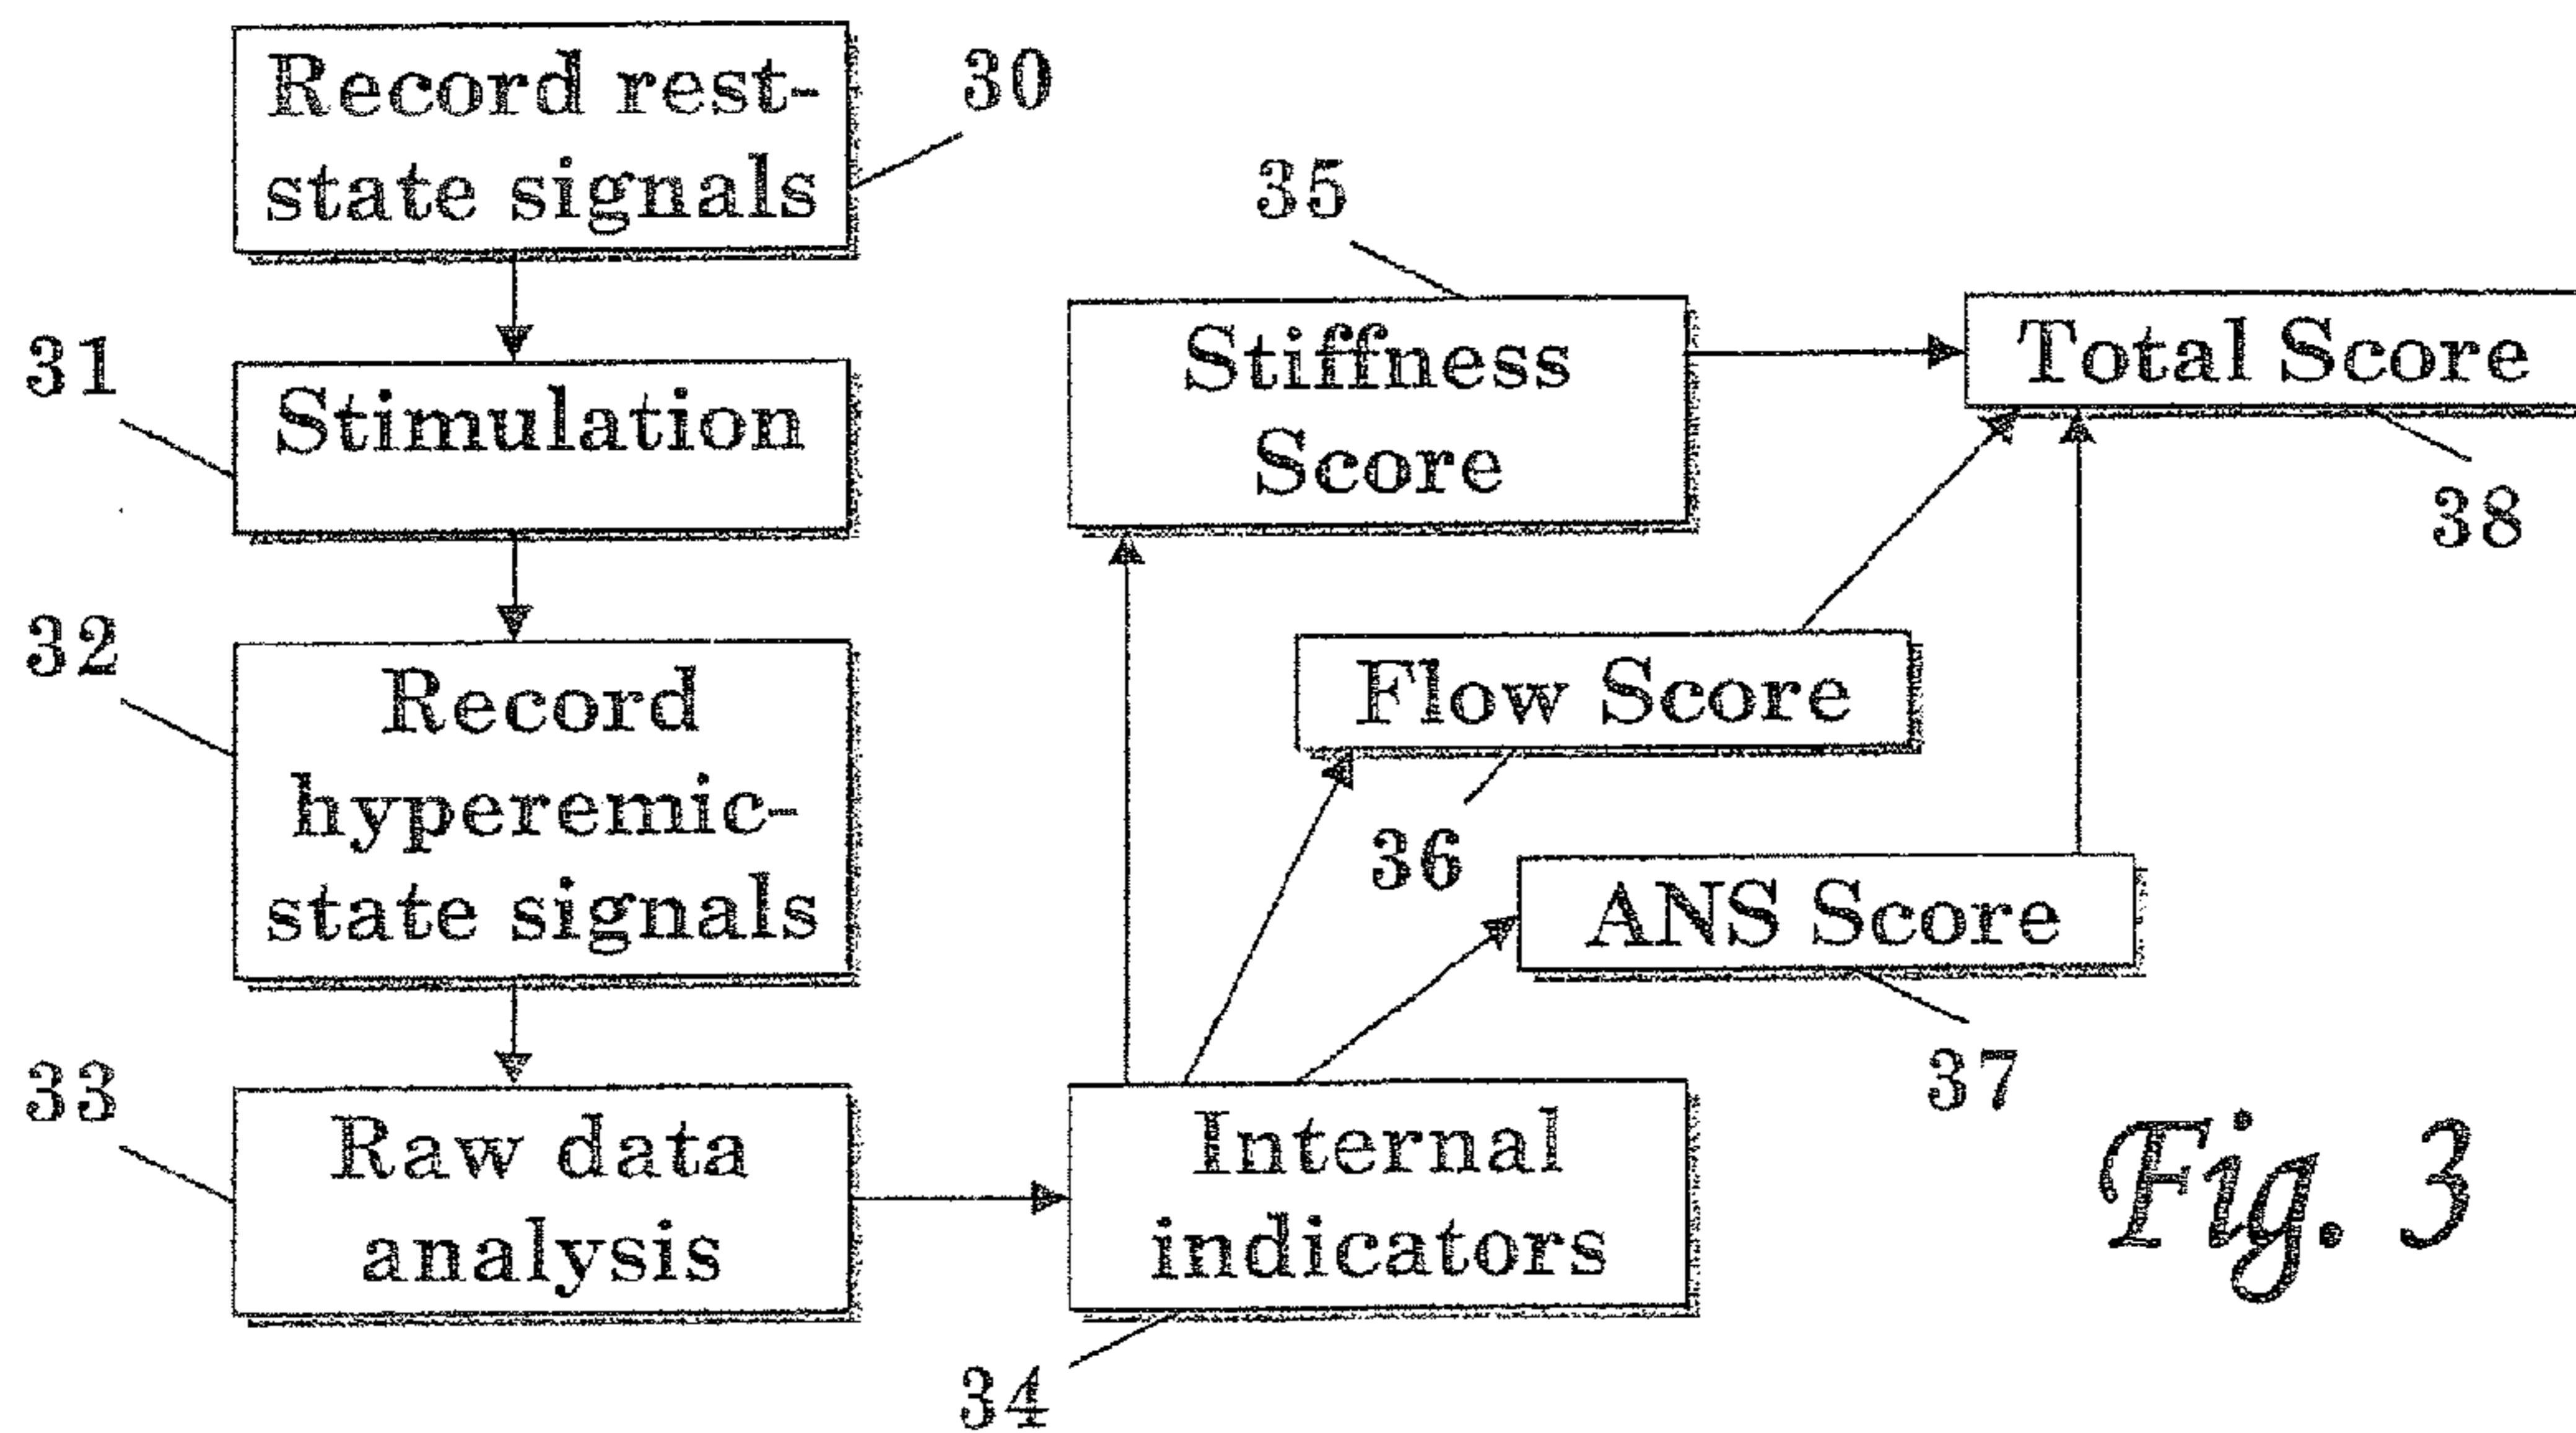 Record rest-
state signals
30
31
Stimulation
32
Record
hyperemic-
state signals
33
Raw data
analysis
34
Internal
indicators
35
Stiffness
Score
36
Flow Score
37
ANS Score
38
Total Score
Fig. 3